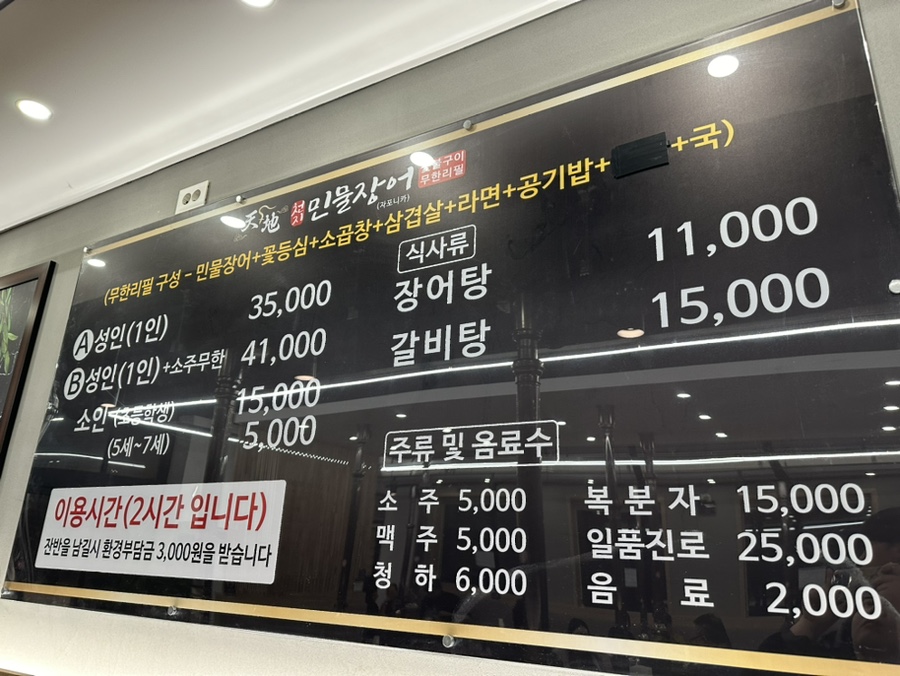 天地 천지 민물장어 (자포니카) 구이 무한리필
(무한리필 구성 - 민물장어+꽃등심+소곱창+삼겹살+라면+공기밥+ +국)
Ⓐ성인(1인) 35,000
Ⓑ성인(1인)+소주무한 41,000
소인 (초등학생) 15,000
(5세~7세) 5,000
식사류
장어탕 11,000
갈비탕 15,000
이용시간(2시간 입니다)
잔반을 남길시 환경부담금 3,000원을 받습니다
주류 및 음료수
소 주 5,000
맥 주 5,000
청 하 6,000
복 분 자 15,000
일품진로 25,000
음 료 2,000